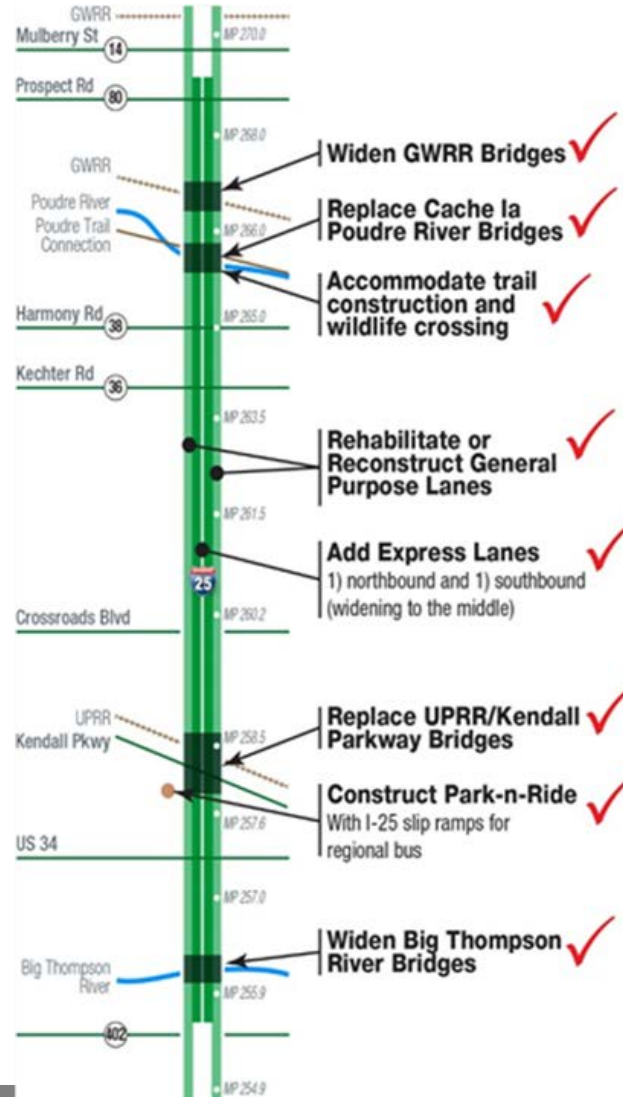 GWRR
Mulberry St
14
MP 270.0
Prospect Rd
80
MP 268.0
Widen GWRR Bridges
GWRR
Poudre River
Poudre Trail
Connection
MP 266.0
Replace Cache la
Poudre River Bridges
Accommodate trail
construction and
wildlife crossing
Harmony Rd
38
MP 265.0
Kechter Rd
36
MP 263.5
Rehabilitate or
Reconstruct General
Purpose Lanes
MP 261.5
Add Express Lanes
1) northbound and 1) southbound
(widening to the middle)
25
MP 260.2
Crossroads Blvd
UPRR
Kendall Pkwy
MP 258.5
Replace UPRR/Kendall
Parkway Bridges
Construct Park-n-Ride
With I-25 slip ramps for
regional bus
MP 257.6
US 34
MP 257.0
Widen Big Thompson
River Bridges
Big Thompson
River
MP 255.9
402
MP 254.9